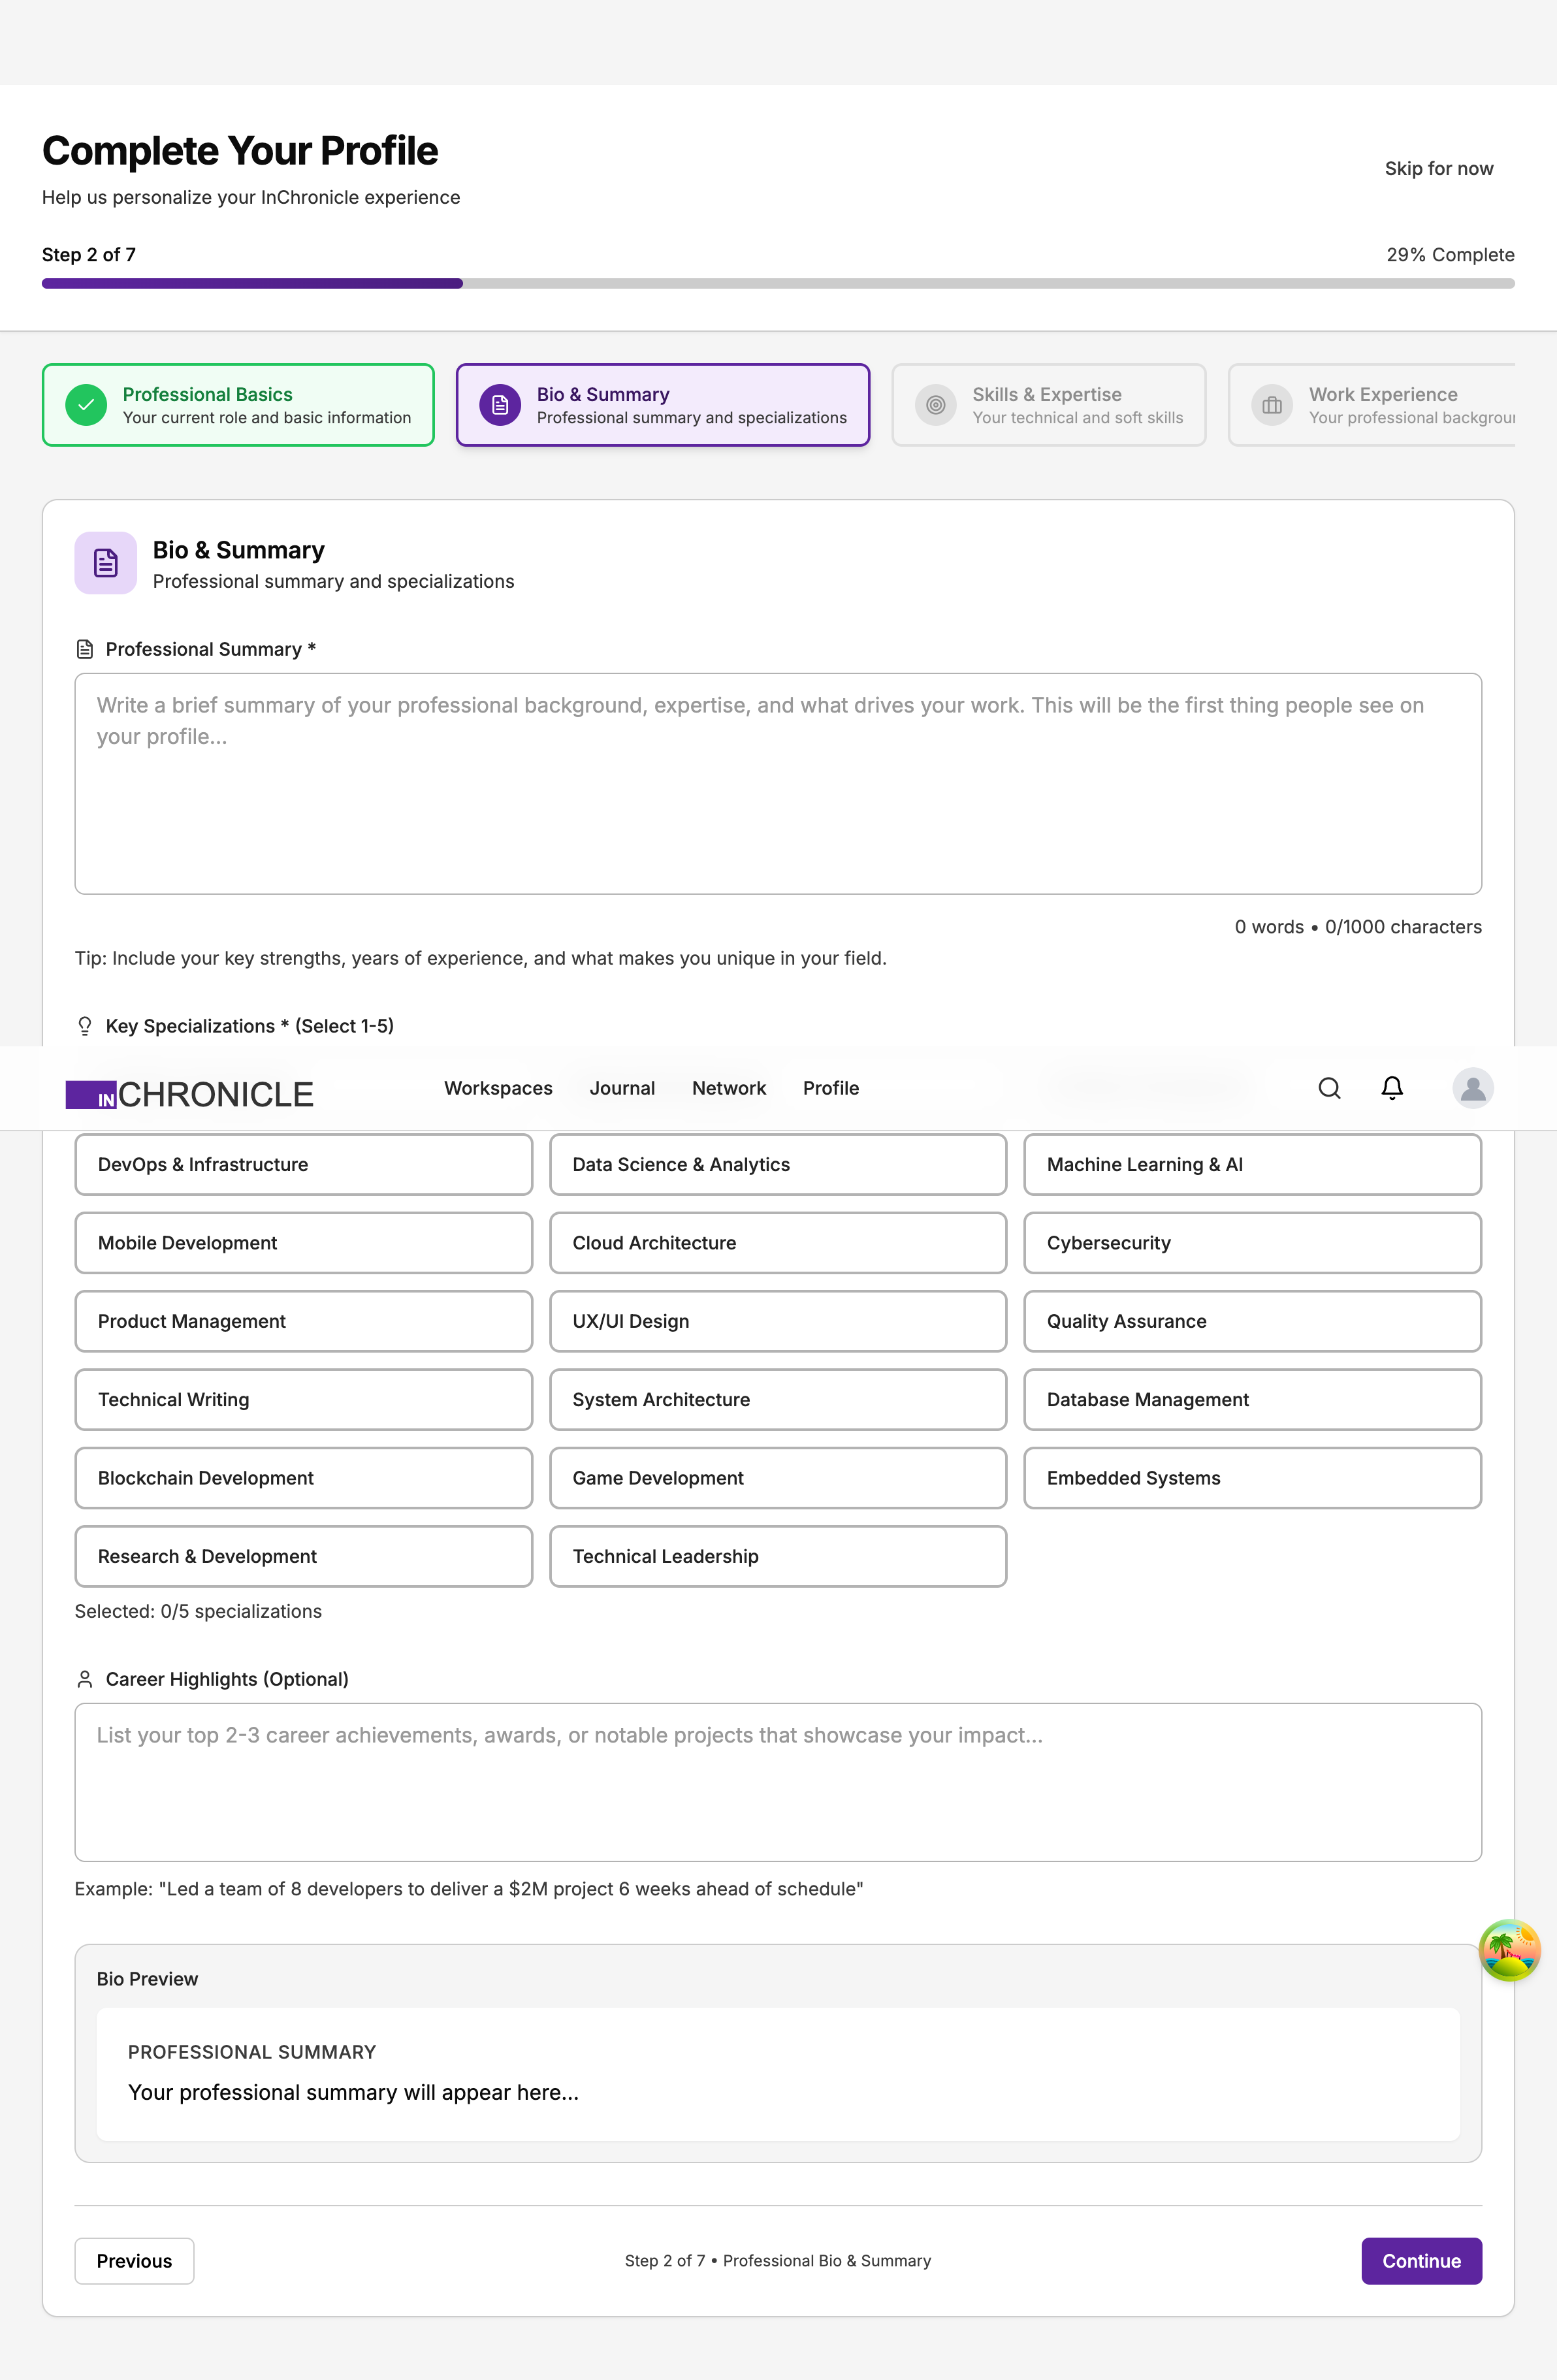 Complete Your Profile
Help us personalize your InChronicle experience
Skip for now
Step 2 of 7
29% Complete
Professional Basics
Your current role and basic information
Bio & Summary
Professional summary and specializations
Skills & Expertise
Your technical and soft skills
Work Experience
Your professional
Bio & Summary
Professional summary and specializations
Professional Summary *
Write a brief summary of your professional background, expertise, and what drives your work. This will be the first thing people see on
your profile...
0 words • 0/1000 characters
Tip: Include your key strengths, years of experience, and what makes you unique in your field.
Key Specializations * (Select 1-5)
INCHRONICLE
Workspaces
Journal
Network
Profile
DevOps & Infrastructure
Data Science & Analytics
Machine Learning & AI
Mobile Development
Cloud Architecture
Cybersecurity
Product Management
UX/UI Design
Quality Assurance
Technical Writing
System Architecture
Database Management
Blockchain Development
Game Development
Embedded Systems
Research & Development
Technical Leadership
Selected: 0/5 specializations
Career Highlights (Optional)
List your top 2-3 career achievements, awards, or notable projects that showcase your impact...
Example: "Led a team of 8 developers to deliver a $2M project 6 weeks ahead of schedule"
Bio Preview
PROFESSIONAL SUMMARY
Your professional summary will appear here...
Previous
Step 2 of 7 • Professional Bio & Summary
Continue